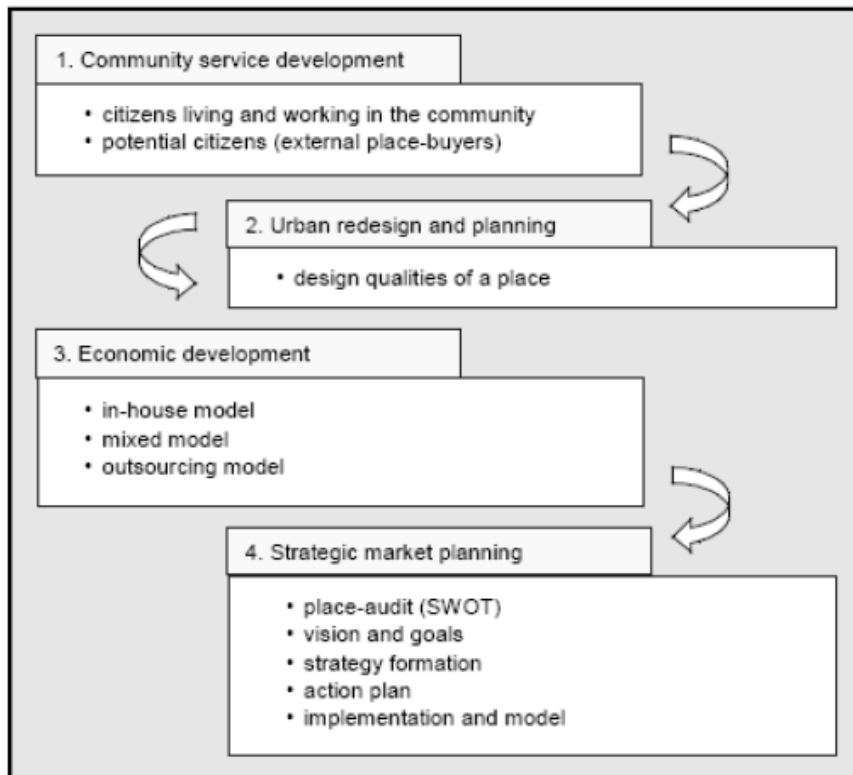 1. Community service development
• citizens living and working in the community
• potential citizens (external place-buyers)
2. Urban redesign and planning
• design qualities of a place
3. Economic development
• in-house model
• mixed model
• outsourcing model
4. Strategic market planning
• place-audit (SWOT)
• vision and goals
• strategy formation
• action plan
• implementation and model